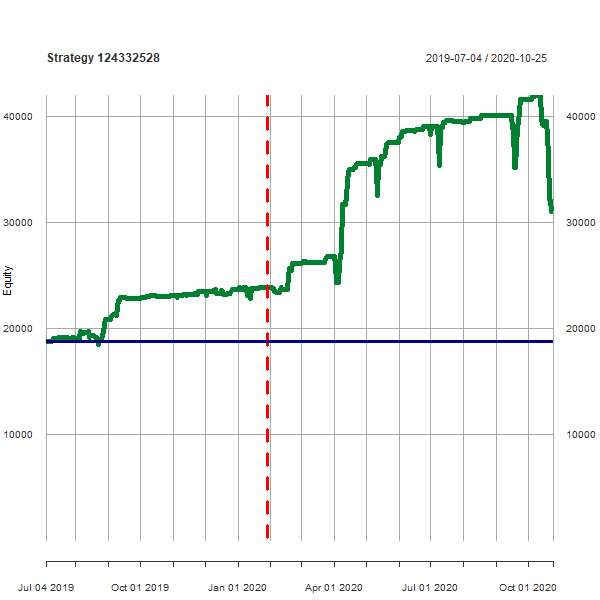 Strategy 124332528
2019-07-04 / 2020-10-25
40000
40000
30000
30000
Equity
20000
20000
10000
10000
Jul 04 2019
Oct 01 2019
Jan 01 2020
Apr 01 2020
Jul 01 2020
Oct 01 2020